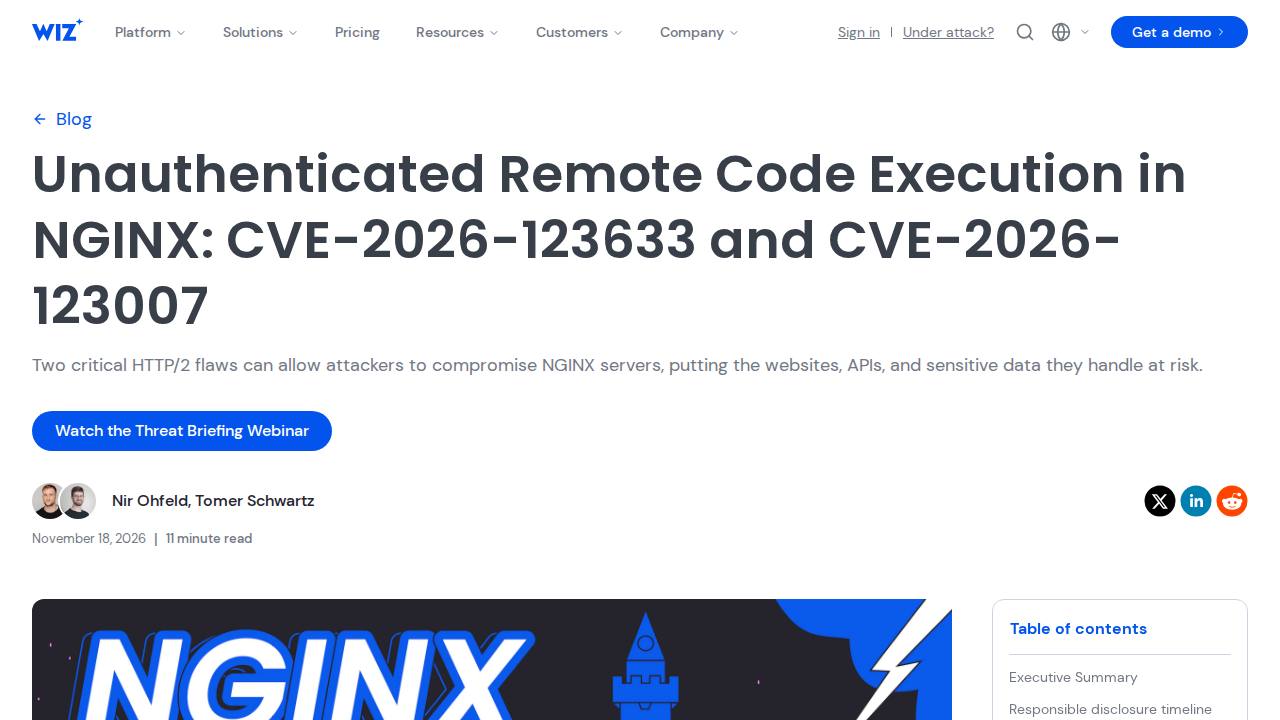 WIZ
Platform Solutions Pricing Resources Customers Company Sign in Under attack? Get a demo
Blog
Unauthenticated Remote Code Execution in
NGINX: CVE-2026-123633 and CVE-2026-
123007
Two critical HTTP/2 flaws can allow attackers to compromise NGINX servers, putting the websites, APIs, and sensitive data they handle at risk.
Watch the Threat Briefing Webinar
Nir Ohfeld, Tomer Schwartz
November 18, 2026 | 11 minute read
NGINX
Table of contents
Executive Summary
Responsible disclosure timeline